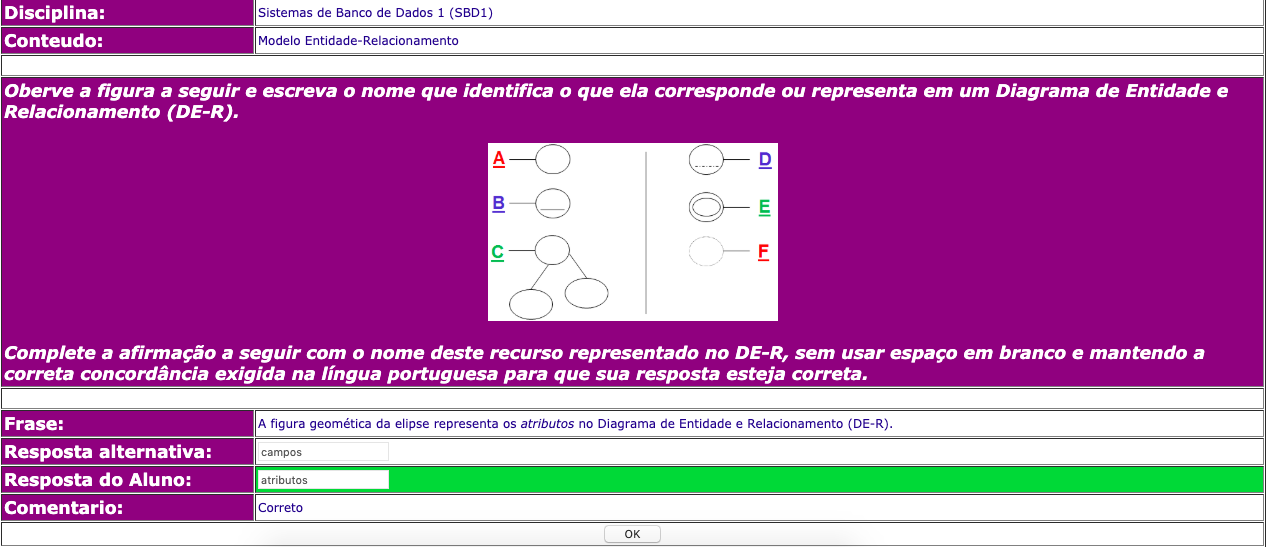 Disciplina: Sistemas de Banco de Dados 1 (SBD1)
Conteudo: Modelo Entidade-Relacionamento
Oberve a figura a seguir e escreva o nome que identifica o que ela corresponde ou representa em um Diagrama de Entidade e
Relacionamento (DE-R).
A D
B E
C F
Complete a afirmação a seguir com o nome deste recurso representado no DE-R, sem usar espaço em branco e mantendo a
correta concordância exigida na língua portuguesa para que sua resposta esteja correta.
Frase: A figura geomética da elipse representa os atributos no Diagrama de Entidade e Relacionamento (DE-R).
Resposta alternativa: campos
Resposta do Aluno: atributos
Comentario: Correto
OK